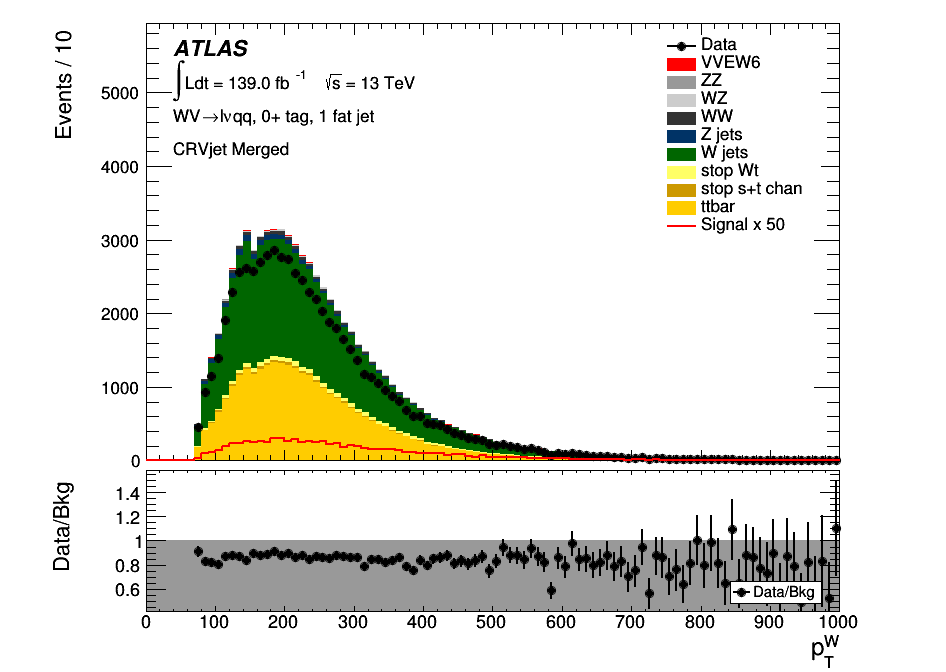 Events / 10
ATLAS
∫Ldt = 139.0 fb⁻¹ √s = 13 TeV
WV→lνqq, 0+ tag, 1 fat jet
CRVjet Merged
Data
VVEW6
ZZ
WZ
WW
Z jets
W jets
stop Wt
stop s+t chan
ttbar
Signal x 50
5000
4000
3000
2000
1000
0
Data/Bkg
1.4
1.2
1
0.8
0.6
Data/Bkg
0 100 200 300 400 500 600 700 800 900 1000
p_T^W